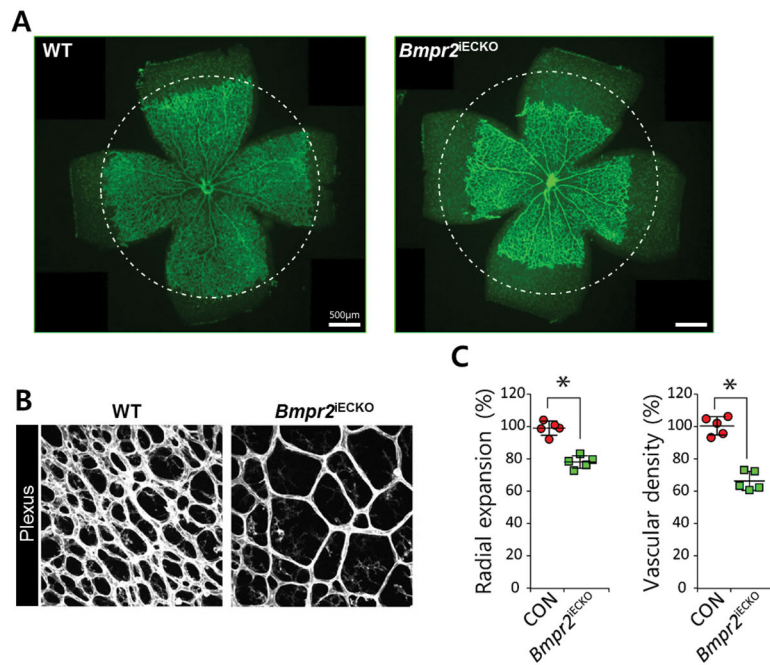 A
WT
Bmpr2iECKO
500μm
B
WT
Bmpr2iECKO
Plexus
C
Radial expansion (%)
120
100
80
60
40
20
0
*
CON
Bmpr2iECKO
Vascular density (%)
120
100
80
60
40
20
0
*
CON
Bmpr2iECKO